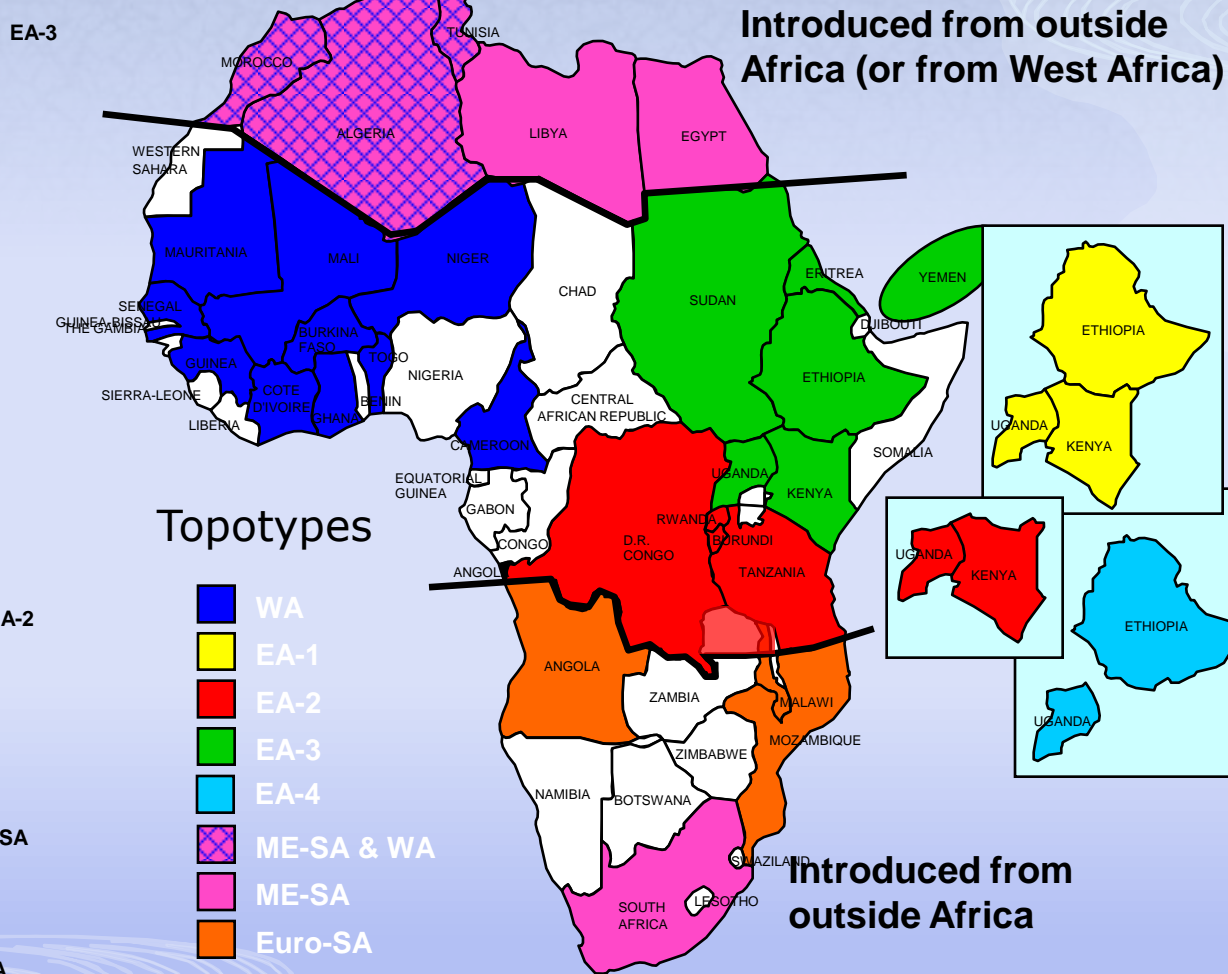 EA-3
Introduced from outside
Africa (or from West Africa)
TUNISIA
MOROCCO
ALGERIA
LIBYA
EGYPT
WESTERN
SAHARA
MAURITANIA
MALI
NIGER
CHAD
SUDAN
ERITREA
YEMEN
DJIBOUTI
SENEGAL
GUINEA-BISSAU
THE GAMBIA
GUINEA
BURKINA
FASO
TOGO
NIGERIA
SIERRA-LEONE
COTE
D'IVOIRE
GHANA
BENIN
LIBERIA
CENTRAL
AFRICAN REPUBLIC
CAMEROON
ETHIOPIA
SOMALIA
EQUATORIAL
GUINEA
GABON
CONGO
UGANDA
KENYA
RWANDA
BURUNDI
D.R.
CONGO
TANZANIA
ANGOL
ANGOLA
ZAMBIA
MALAWI
MOZAMBIQUE
ZIMBABWE
NAMIBIA
BOTSWANA
SWAZILAND
LESOTHO
SOUTH
AFRICA
ETHIOPIA
UGANDA
KENYA
UGANDA
KENYA
ETHIOPIA
UGANDA
Topotypes
WA
EA-1
EA-2
EA-3
EA-4
ME-SA & WA
ME-SA
Euro-SA
A-2
SA
Introduced from
outside Africa